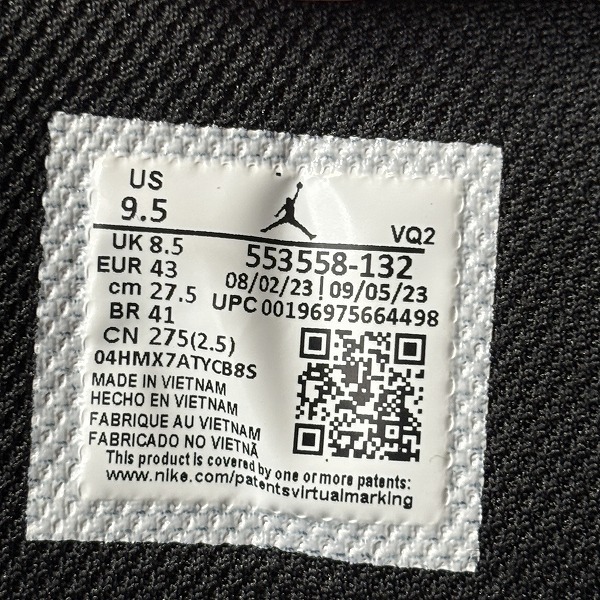 US
9.5
VQ2
UK 8.5
553558-132
EUR 43
08/02/23|09/05/23
cm 27.5
UPC 00196975664498
BR 41
CN 275(2.5)
04HMX7ATYCB8S
MADE IN VIETNAM
HECHO EN VIETNAM
FABRIQUE AU VIETNAM
FABRICADO NO VIETNÃ
This product is covered by one or more patents:
www.nike.com/patentsvirtualmarking